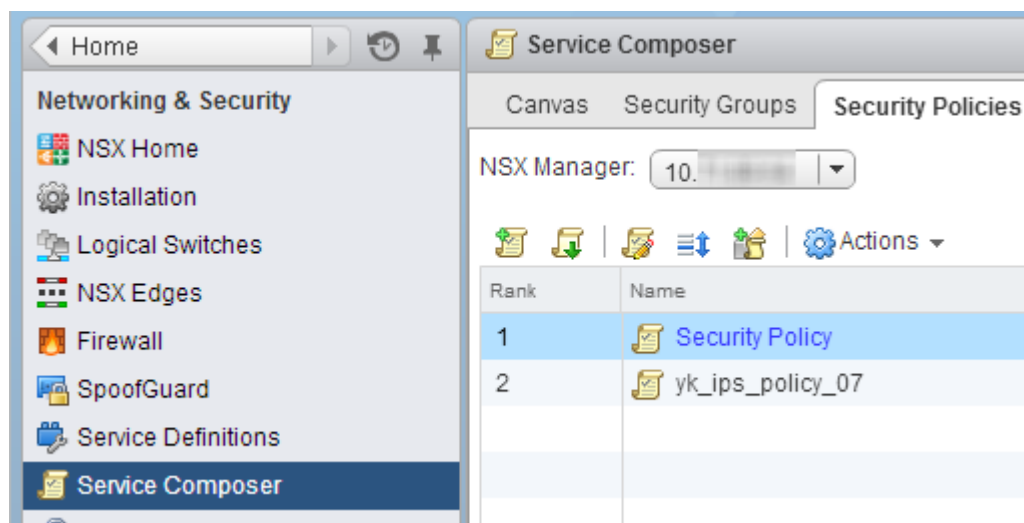 Home
Networking & Security
NSX Home
Installation
Logical Switches
NSX Edges
Firewall
SpoofGuard
Service Definitions
Service Composer
Service Composer
Canvas Security Groups Security Policies
NSX Manager: 10.
Actions
Rank Name
1 Security Policy
2 yk_ips_policy_07